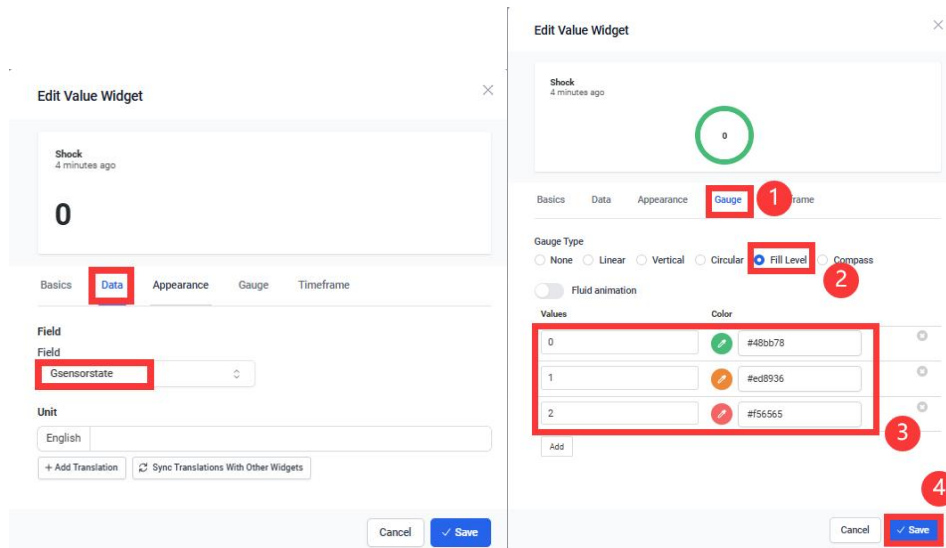 Edit Value Widget
Shock
4 minutes ago
0
Basics Data Appearance Gauge Timeframe
Field
Field
Gsensorstate
Unit
English
+ Add Translation Sync Translations With Other Widgets
Cancel Save
Edit Value Widget
Shock
4 minutes ago
0
Basics Data Appearance Gauge 1 rame
Gauge Type
None Linear Vertical Circular Fill Level Compass
2
Fluid animation
Values Color
0 #48bb78
1 #ed8936
2 #f56565
3
Add
4
Cancel Save